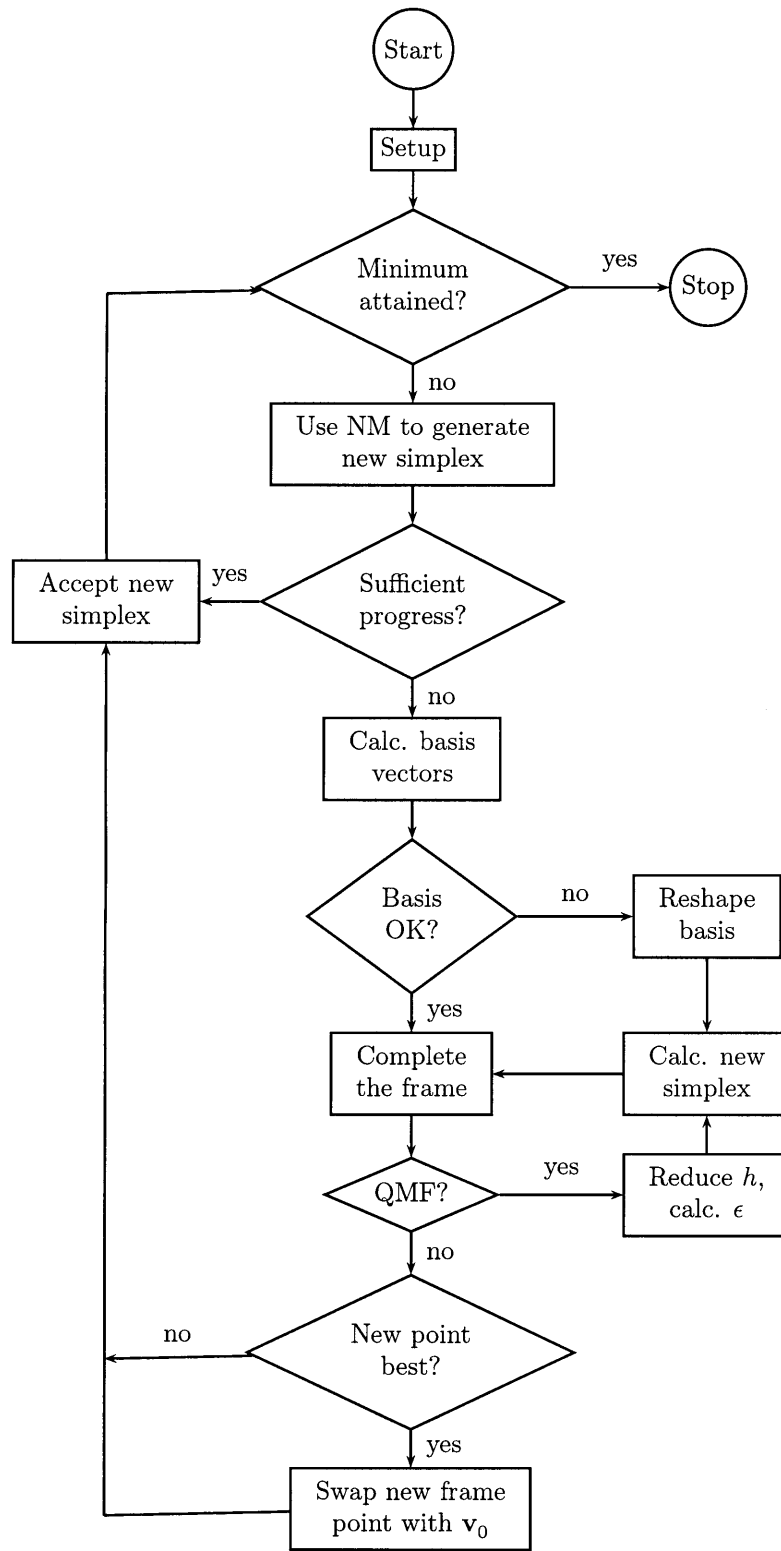 Start
Setup
Minimum
attained?
yes
Stop
no
Use NM to generate
new simplex
Accept new
simplex
yes
Sufficient
progress?
no
Calc. basis
vectors
Basis
OK?
no
Reshape
basis
yes
Complete
the frame
Calc. new
simplex
QMF?
yes
Reduce h,
calc. ϵ
no
New point
best?
no
yes
Swap new frame
point with v₀